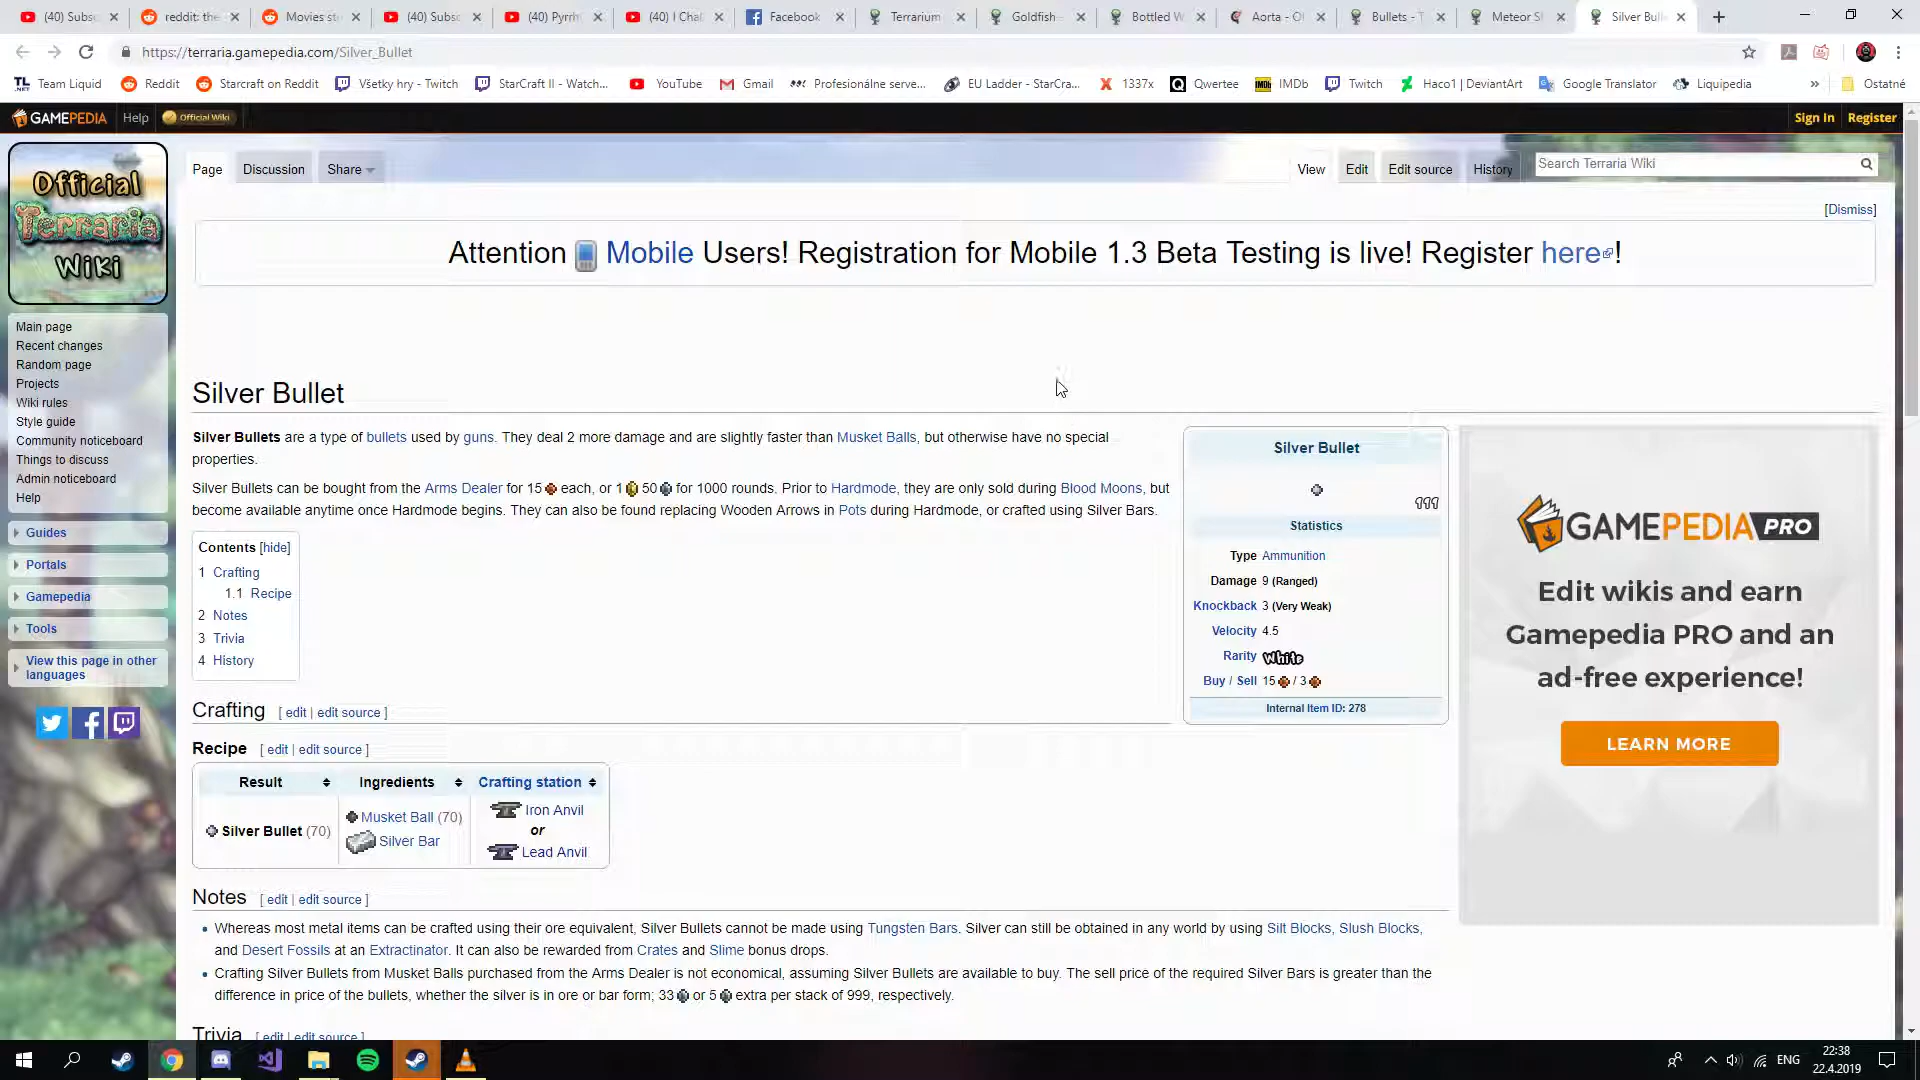 (40) Subsc
reddit: the
Movies str
(40) Subsc
(40) Pyrrh
(40) I Chal
Facebook
Terrarium
Goldfish -
Bottled W
Aorta - Of
Bullets - T
Meteor Sh
Silver Bull
https://terraria.gamepedia.com/Silver_Bullet
Team Liquid
Reddit
Starcraft on Reddit
Všetky hry - Twitch
StarCraft II - Watch...
YouTube
Gmail
Profesionálne serve...
EU Ladder - StarCra...
1337x
Qwertee
IMDb
Twitch
Haco1 | DeviantArt
Google Translator
Liquipedia
»
Ostatné
GAMEPEDIA Help Official Wiki Sign In Register
Official
Terraria
Wiki
Page Discussion Share View Edit Edit source History Search Terraria Wiki
[Dismiss]
Attention Mobile Users! Registration for Mobile 1.3 Beta Testing is live! Register here !
Main page
Recent changes
Random page
Projects
Wiki rules
Style guide
Community noticeboard
Things to discuss
Admin noticeboard
Help
Guides
Portals
Gamepedia
Tools
View this page in other
languages
Silver Bullet
Silver Bullets are a type of bullets used by guns. They deal 2 more damage and are slightly faster than Musket Balls, but otherwise have no special
properties.
Silver Bullets can be bought from the Arms Dealer for 15 each, or 1 50 for 1000 rounds. Prior to Hardmode, they are only sold during Blood Moons, but
become available anytime once Hardmode begins. They can also be found replacing Wooden Arrows in Pots during Hardmode, or crafted using Silver Bars.
Contents [hide]
1 Crafting
1.1 Recipe
2 Notes
3 Trivia
4 History
Silver Bullet
999
Statistics
Type Ammunition
Damage 9 (Ranged)
Knockback 3 (Very Weak)
Velocity 4.5
Rarity White
Buy / Sell 15 / 3
Internal Item ID: 278
GAMEPEDIA PRO
Edit wikis and earn
Gamepedia PRO and an
ad-free experience!
LEARN MORE
Crafting [ edit | edit source ]
Recipe [ edit | edit source ]
Result Ingredients Crafting station
Silver Bullet (70)
Musket Ball (70)
Silver Bar
Iron Anvil
or
Lead Anvil
Notes [ edit | edit source ]
Whereas most metal items can be crafted using their ore equivalent, Silver Bullets cannot be made using Tungsten Bars. Silver can still be obtained in any world by using Silt Blocks, Slush Blocks,
and Desert Fossils at an Extractinator. It can also be rewarded from Crates and Slime bonus drops.
Crafting Silver Bullets from Musket Balls purchased from the Arms Dealer is not economical, assuming Silver Bullets are available to buy. The sell price of the required Silver Bars is greater than the
difference in price of the bullets, whether the silver is in ore or bar form; 33 or 5 extra per stack of 999, respectively.
Trivia [ edit | edit source ]
ENG
22:38
22.4.2019